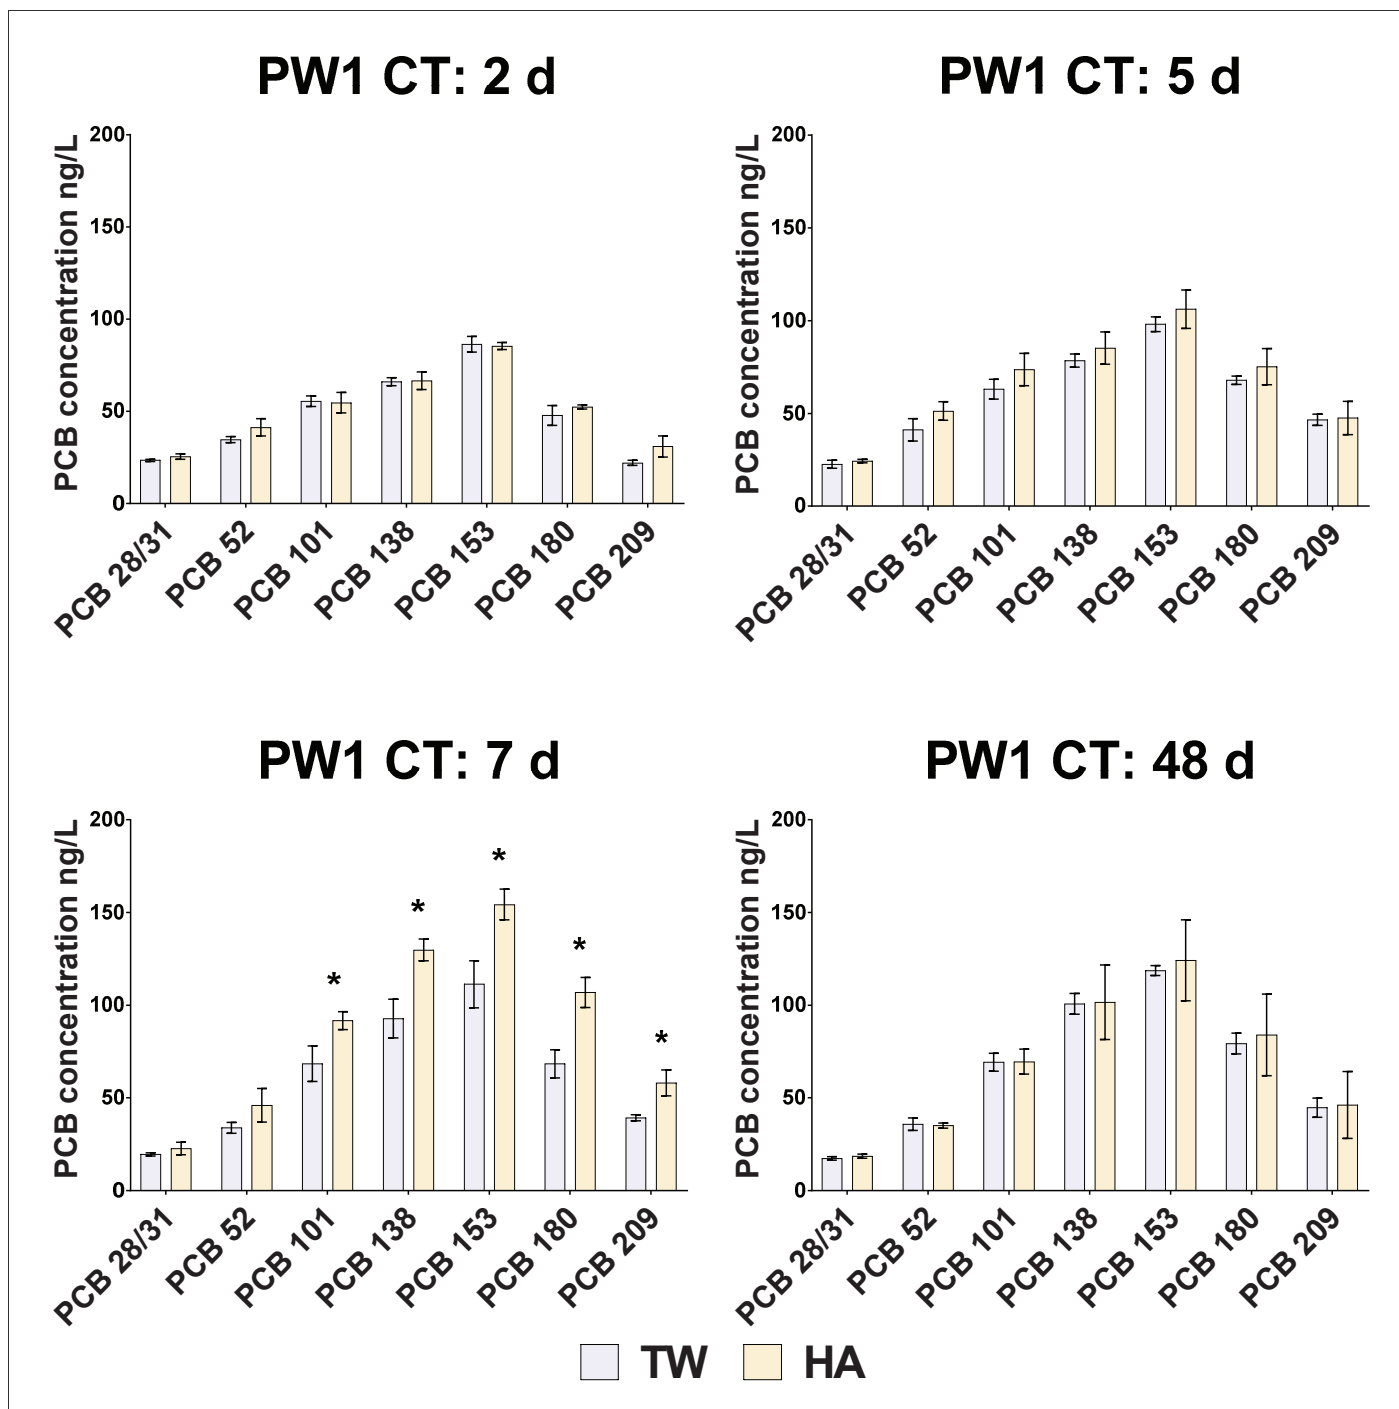 PW1 CT: 2 d
PCB concentration ng/L
200
150
100
50
0
PCB 28/31
PCB 52
PCB 101
PCB 138
PCB 153
PCB 180
PCB 209
PW1 CT: 5 d
PCB concentration ng/L
200
150
100
50
0
PCB 28/31
PCB 52
PCB 101
PCB 138
PCB 153
PCB 180
PCB 209
PW1 CT: 7 d
PCB concentration ng/L
200
150
100
50
0
* * * * *
PCB 28/31
PCB 52
PCB 101
PCB 138
PCB 153
PCB 180
PCB 209
PW1 CT: 48 d
PCB concentration ng/L
200
150
100
50
0
PCB 28/31
PCB 52
PCB 101
PCB 138
PCB 153
PCB 180
PCB 209
TW HA